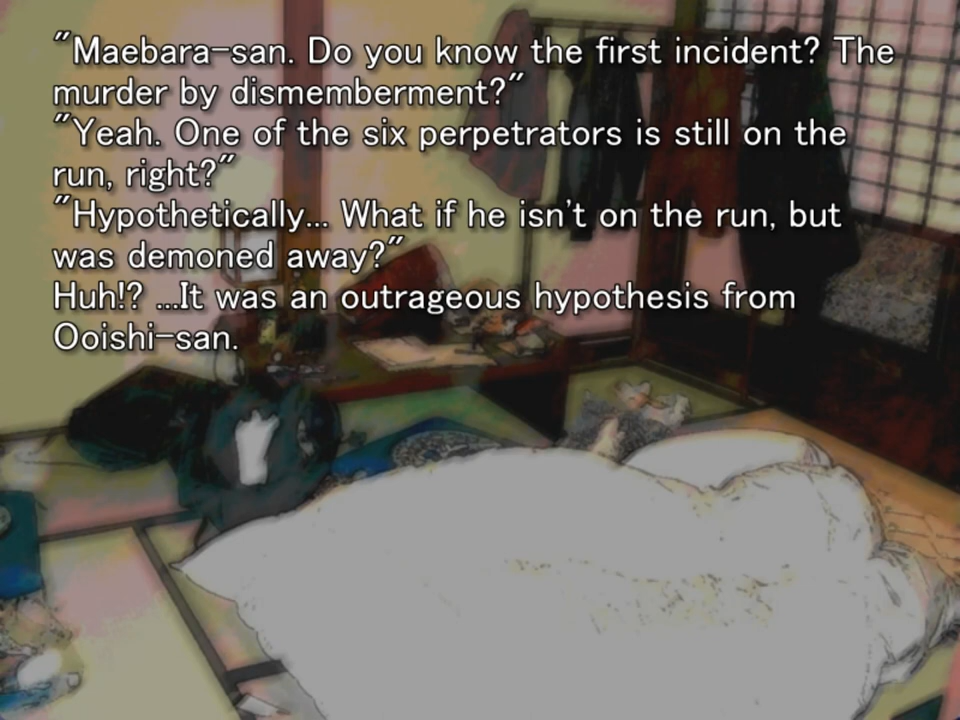 "Maebara-san. Do you know the first incident? The
murder by dismemberment?"
"Yeah. One of the six perpetrators is still on the
run, right?"
"Hypothetically... What if he isn't on the run, but
was demoned away?"
Huh!? ...It was an outrageous hypothesis from
Ooishi-san.